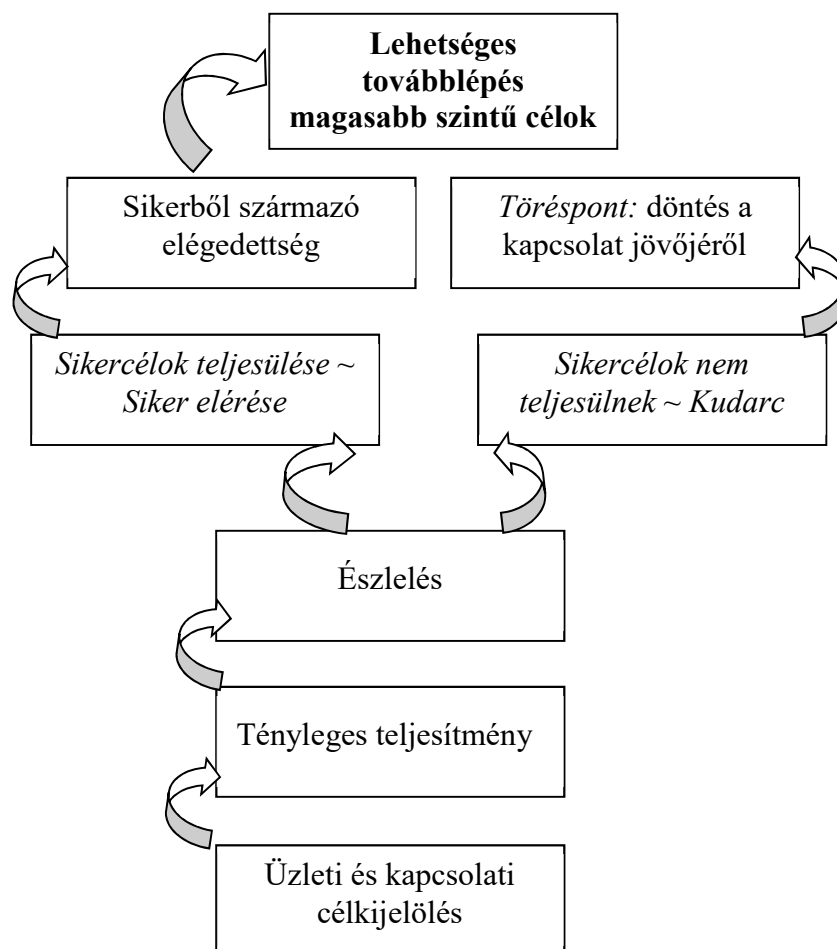 Lehetséges
továbblépés
magasabb szintű célok
Sikerből származó
elégedettség
Töréspont: döntés a
kapcsolat jövőjéről
Sikercélok teljesülése ~
Siker elérése
Sikercélok nem
teljesülnek ~ Kudarc
Észlelés
Tényleges teljesítmény
Üzleti és kapcsolati
célkijelölés